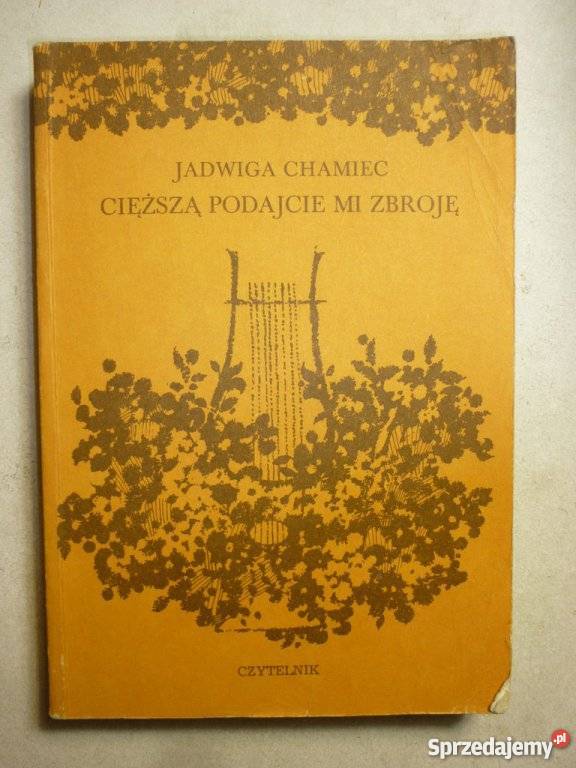 JADWIGA CHAMIEC
CIĘŻSZĄ PODAJCIE MI ZBROJĘ
CZYTELNIK
Sprzedajemy.pl